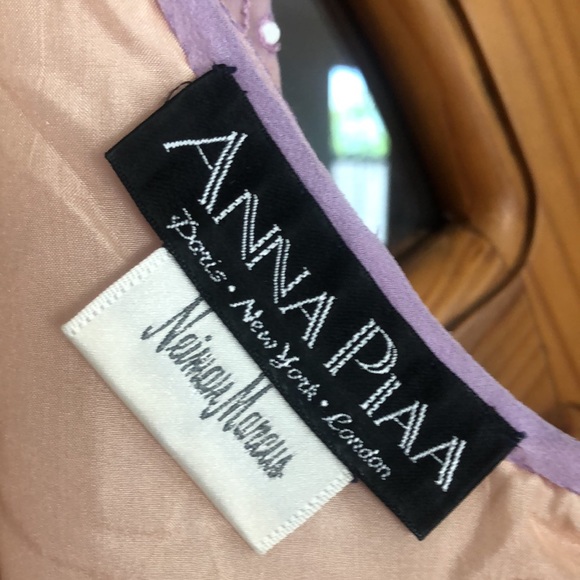 ANNA PIAA
Paris • New York • London
Neiman Marcus